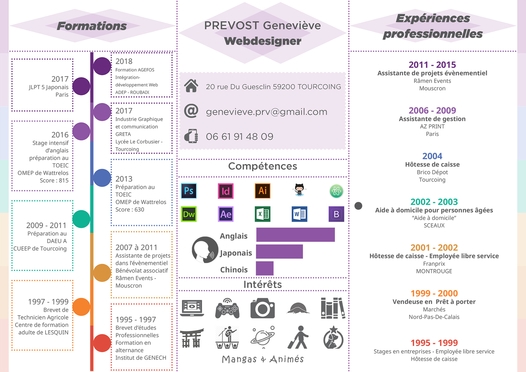 Formations
2017
JLPT 5 Japonais
Paris
2016
Stage intensif
d'anglais
préparation au
TOEIC
OMEP de Wattrelos
Score : 815
2009 - 2011
Préparation au
DAEU A
CUEEP de Tourcoing
1997 - 1999
Brevet de
Technicien Agricole
Centre de formation
adulte de LESQUIN
2018
Formation AGEFOS
Intégration-
développement Web
ADEP - ROUBAIX
2017
Industrie Graphique
et communication
GRETA
Lycée Le Corbusier -
Tourcoing
2013
Préparation au
TOEIC
OMEP de Wattrelos
Score : 630
2007 à 2011
Assistante de projets
dans l'événementiel
Bénévolat associatif
Râmen Events -
Mouscron
1995 - 1997
Brevet d'études
Professionnelles
Formation en
alternance
Institut de GENECH
PREVOST Geneviève
Webdesigner
20 rue Du Guesclin 59200 TOURCOING
@ genevieve.prv@gmail.com
06 61 91 48 09
Compétences
Ps Id Ai
Dw Ae X W B
Anglais
Japonais
Chinois
Intérêts
Mangas & Animés
Expériences
professionnelles
2011 - 2015
Assistante de projets évènementiel
Râmen Events
Mouscron
2006 - 2009
Assistante de gestion
AZ PRINT
Paris
2004
Hôtesse de caisse
Brico Dépot
Tourcoing
2002 - 2003
Aide à domicile pour personnes âgées
"Aide à domicile"
SCEAUX
2001 - 2002
Hôtesse de caisse - Employée libre service
Franprix
MONTROUGE
1999 - 2000
Vendeuse en Prêt à porter
Marchés
Nord-Pas-De-Calais
1995 - 1999
Stages en entreprises - Employée libre service
Hôtesse de caisse